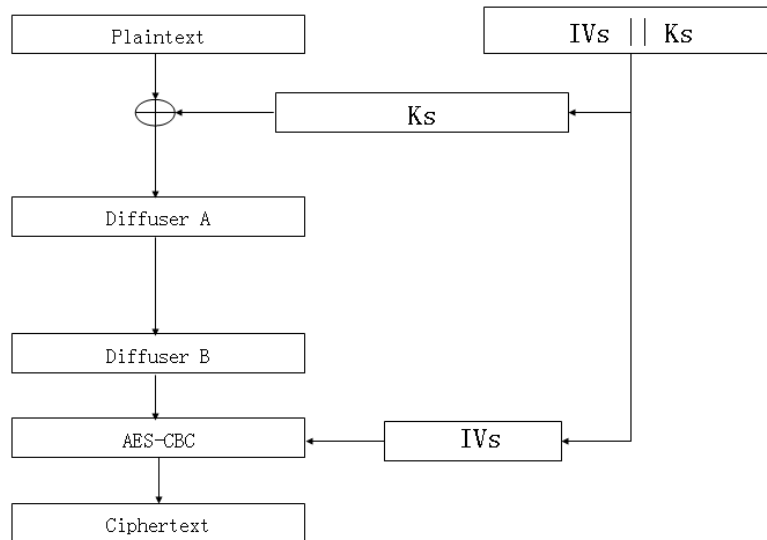 Plaintext
IVs || Ks
Ks
Diffuser A
Diffuser B
AES-CBC
IVs
Ciphertext